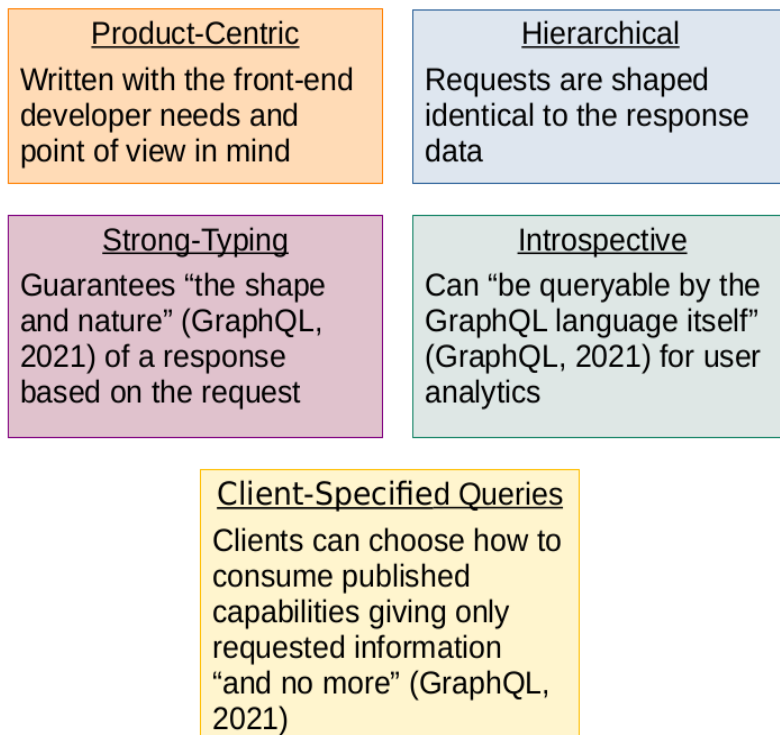 Product-Centric
Written with the front-end
developer needs and
point of view in mind
Hierarchical
Requests are shaped
identical to the response
data
Strong-Typing
Guarantees “the shape
and nature” (GraphQL,
2021) of a response
based on the request
Introspective
Can “be queryable by the
GraphQL language itself”
(GraphQL, 2021) for user
analytics
Client-Specified Queries
Clients can choose how to
consume published
capabilities giving only
requested information
“and no more” (GraphQL,
2021)